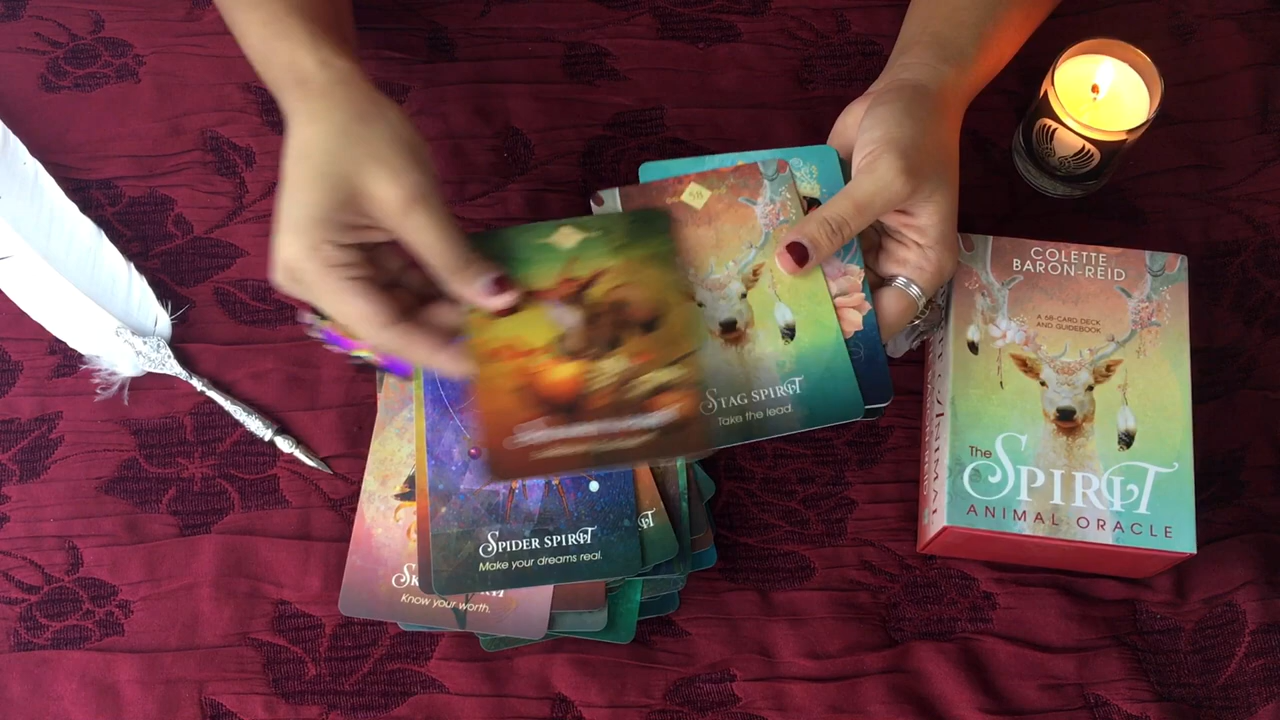 58
STAG SPIRIT
Take the lead.
SPIDER SPIRIT
Make your dreams real.
Know your worth.
COLETTE
BARON-REID
A 68-CARD DECK
AND GUIDEBOOK
The
SPIRIT
ANIMAL ORACLE